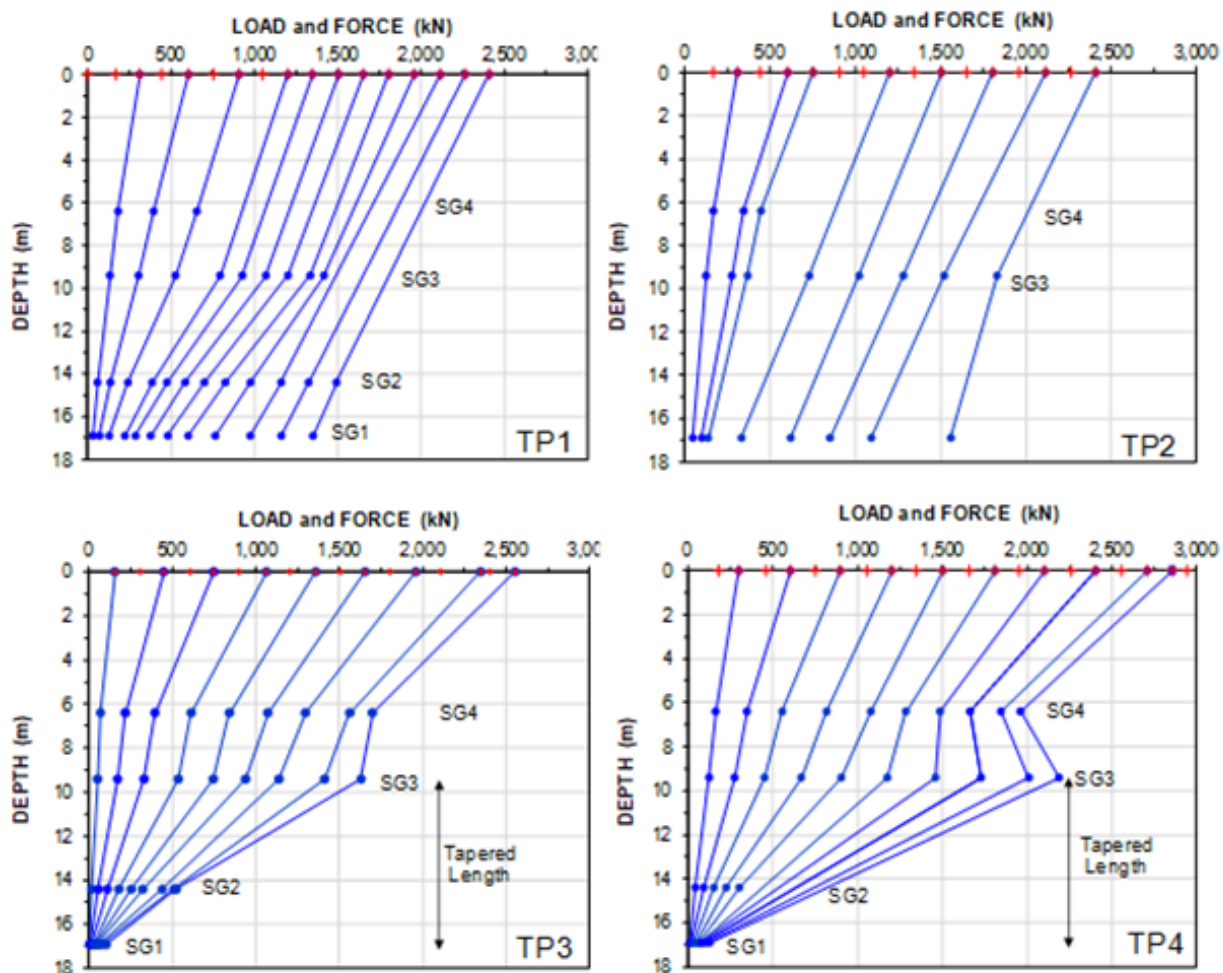 LOAD and FORCE (kN)
0 500 1,000 1,500 2,000 2,500 3,00
0
2
4
6
8
10
12
14
16
18
DEPTH (m)
SG4
SG3
SG2
SG1
TP1
LOAD and FORCE (kN)
0 500 1,000 1,500 2,000 2,500 3,000
0
2
4
6
8
10
12
14
16
18
DEPTH (m)
SG4
SG3
TP2
LOAD and FORCE (kN)
0 500 1,000 1,500 2,000 2,500 3,00
0
2
4
6
8
10
12
14
16
18
DEPTH (m)
SG4
SG3
Tapered
Length
SG2
SG1
TP3
LOAD and FORCE (kN)
0 500 1,000 1,500 2,000 2,500 3,000
0
2
4
6
8
10
12
14
16
18
DEPTH (m)
SG4
SG3
Tapered
Length
SG2
SG1
TP4